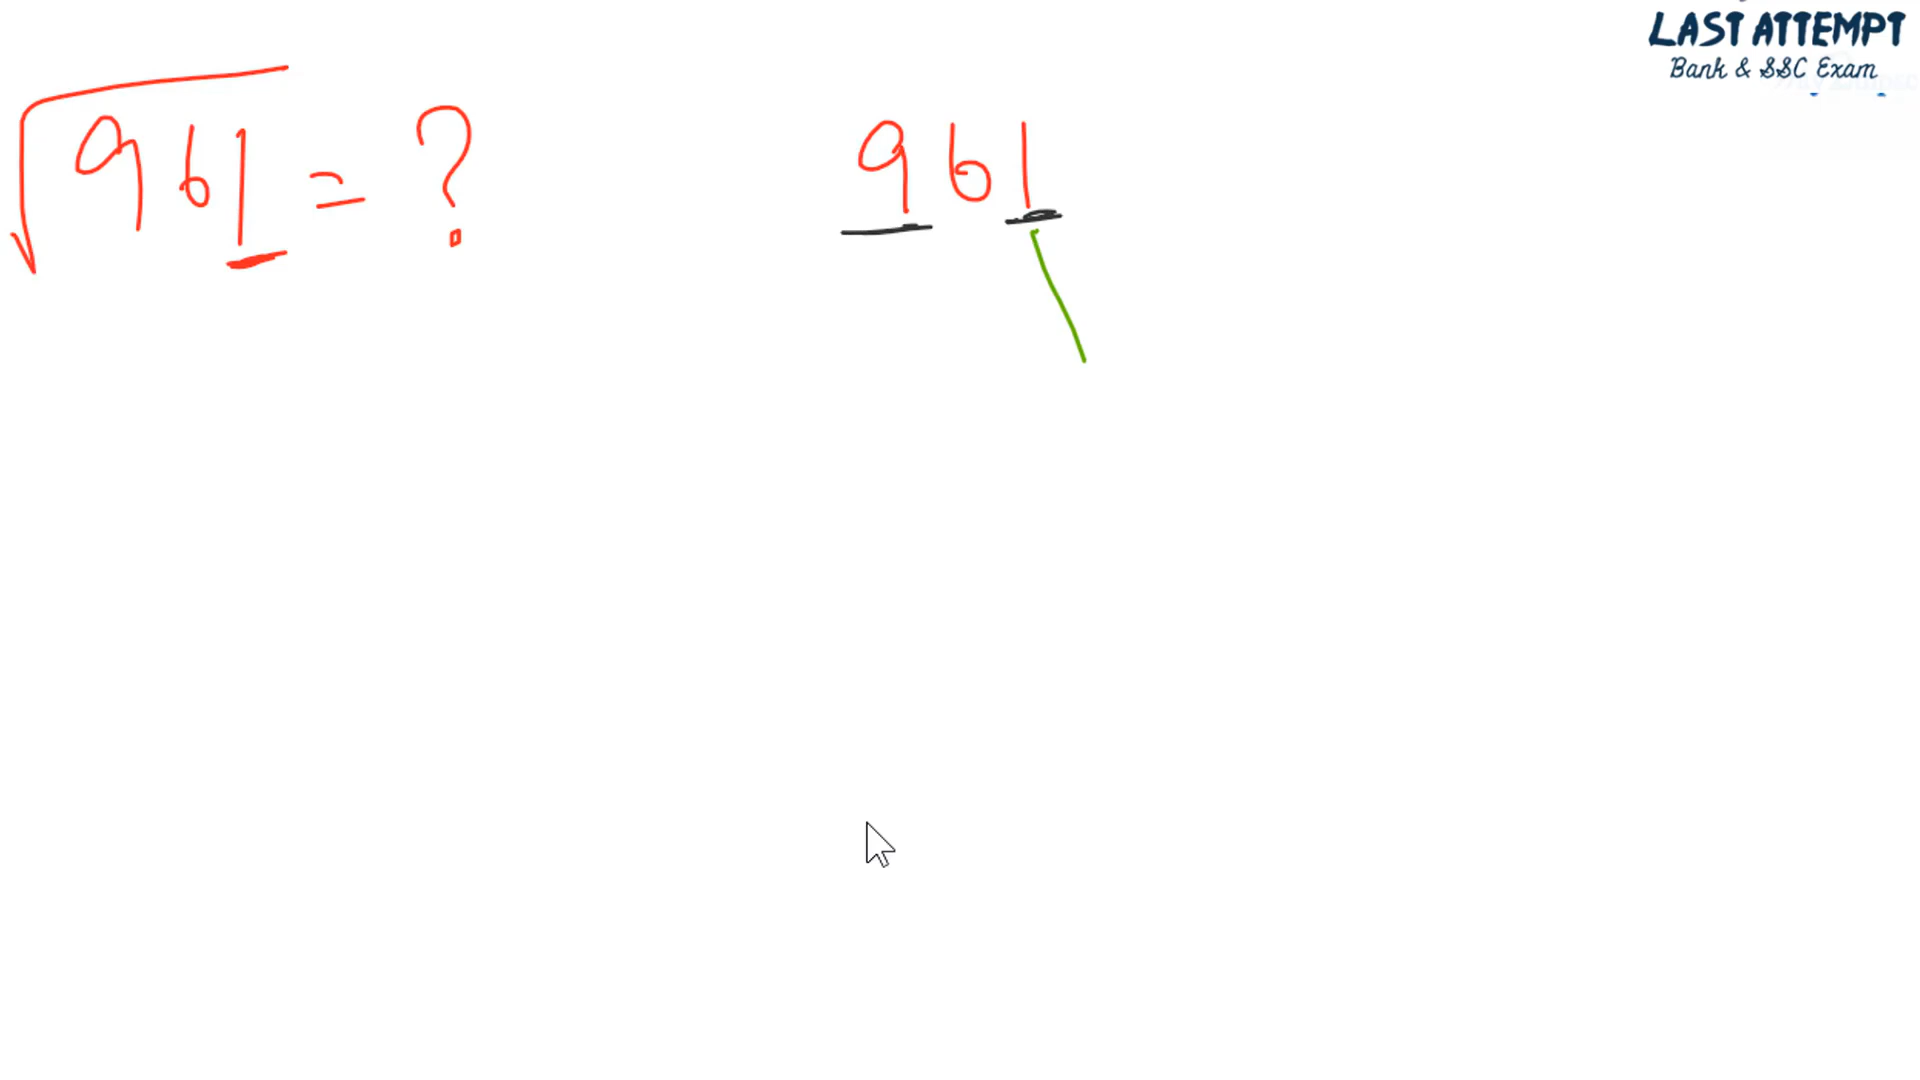 LAST ATTEMPT
Bank & SSC Exam
√961 = ?
961